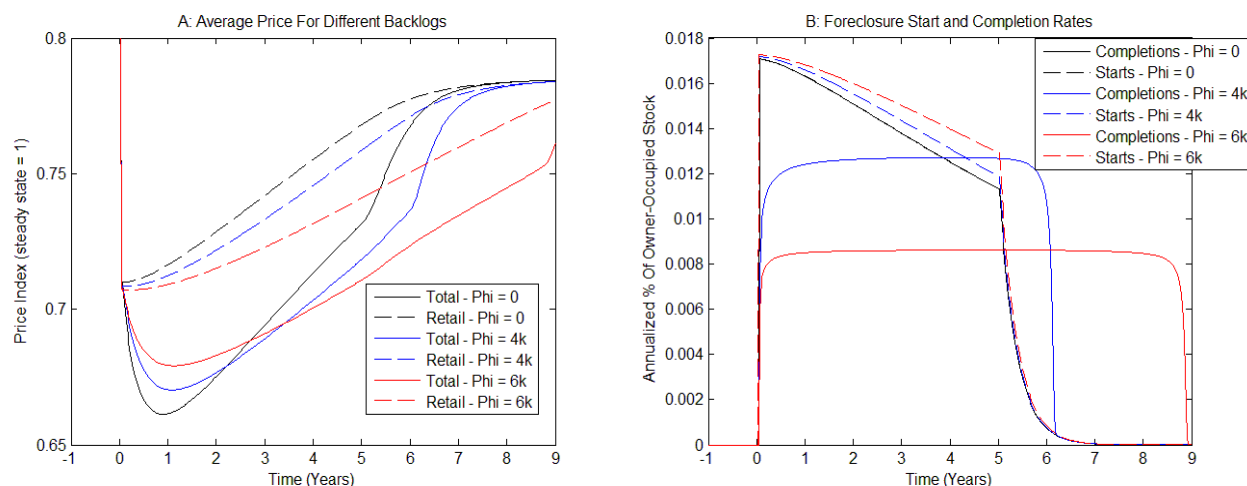 A: Average Price For Different Backlogs
0.8
0.75
0.7
0.65
Price Index (steady state = 1)
-1 0 1 2 3 4 5 6 7 8 9
Time (Years)
Total - Phi = 0
Retail - Phi = 0
Total - Phi = 4k
Retail - Phi = 4k
Total - Phi = 6k
Retail - Phi = 6k
B: Foreclosure Start and Completion Rates
0.018
0.016
0.014
0.012
0.01
0.008
0.006
0.004
0.002
0
Annualized % Of Owner-Occupied Stock
-1 0 1 2 3 4 5 6 7 8 9
Time (Years)
Completions - Phi = 0
Starts - Phi = 0
Completions - Phi = 4k
Starts - Phi = 4k
Completions - Phi = 6k
Starts - Phi = 6k